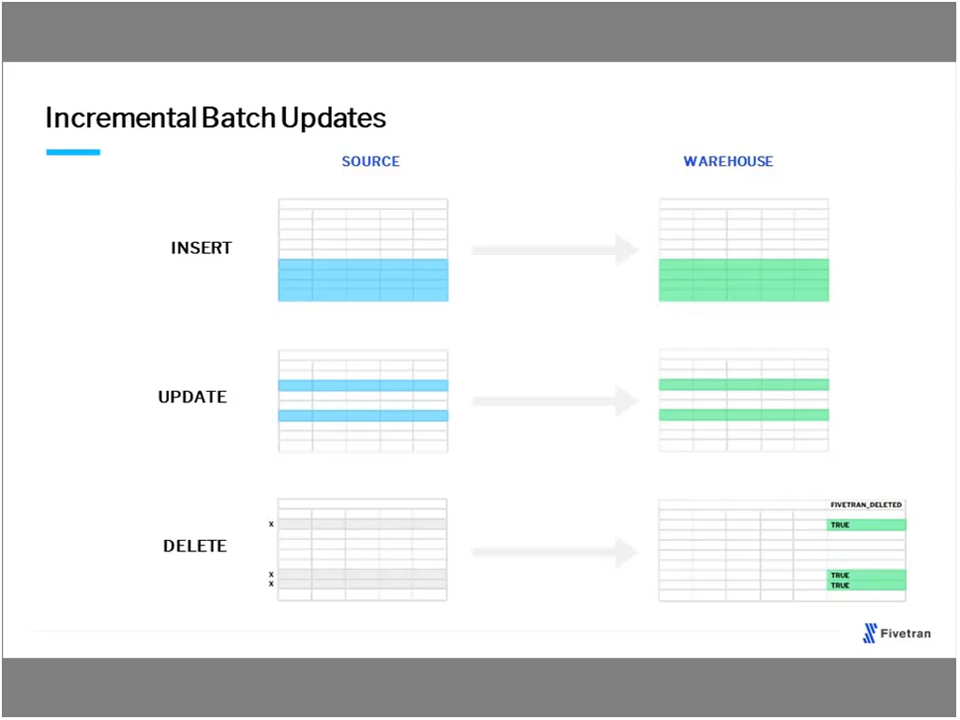 Incremental Batch Updates
SOURCE
WAREHOUSE
INSERT
UPDATE
DELETE
X
X
X
FIVETRAN_DELETED
TRUE
TRUE
TRUE
Fivetran